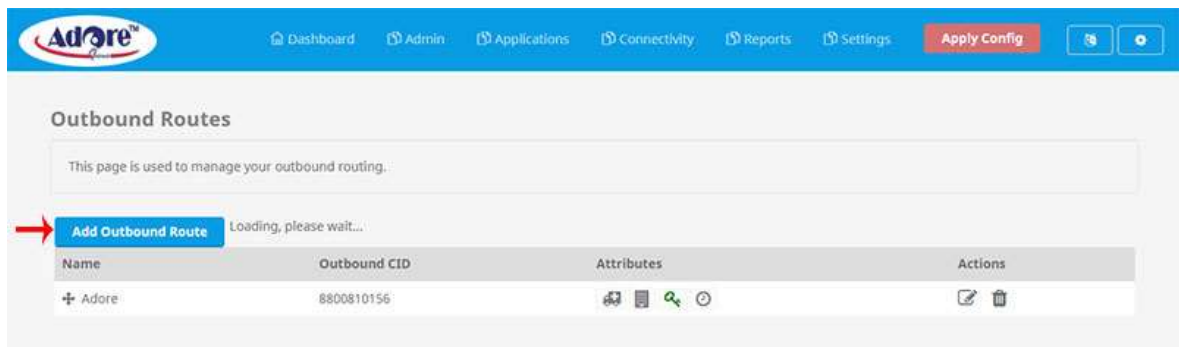 Adore™
Dashboard Admin Applications Connectivity Reports Settings Apply Config
Outbound Routes
This page is used to manage your outbound routing.
Add Outbound Route Loading, please wait...
Name Outbound CID Attributes Actions
Adore 8800810156